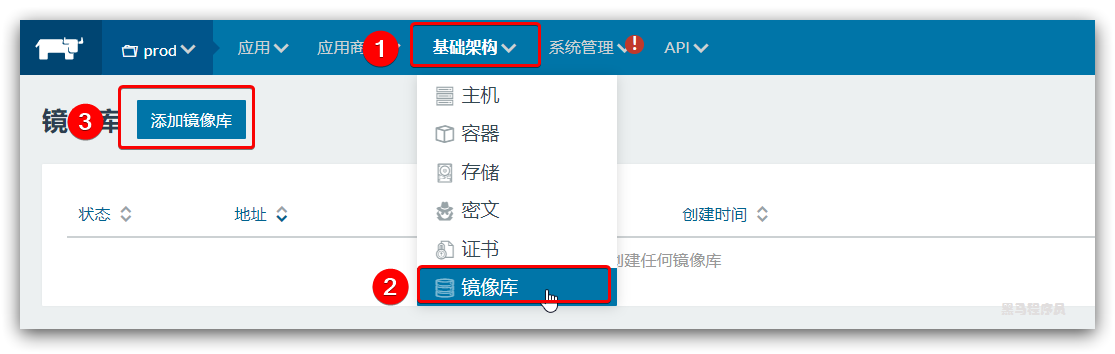 prod 应用 应用商 1 基础架构 系统管理 ! API
主机
镜 3 库 添加镜像库
容器
存储
状态 地址 创建时间
密文
证书
创建任何镜像库
2 镜像库
黑马程序员